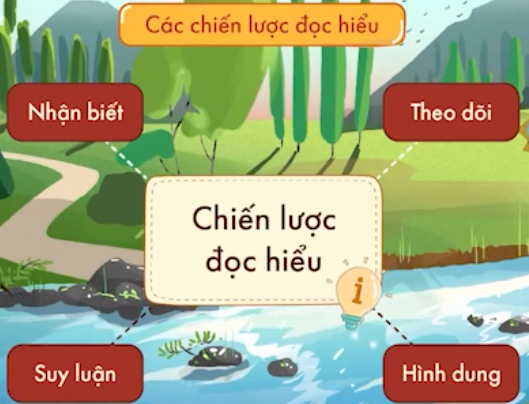 Các chiến lược đọc hiểu
Nhận biết
Theo dõi
Chiến lược
đọc hiểu
i
Suy luận
Hình dung